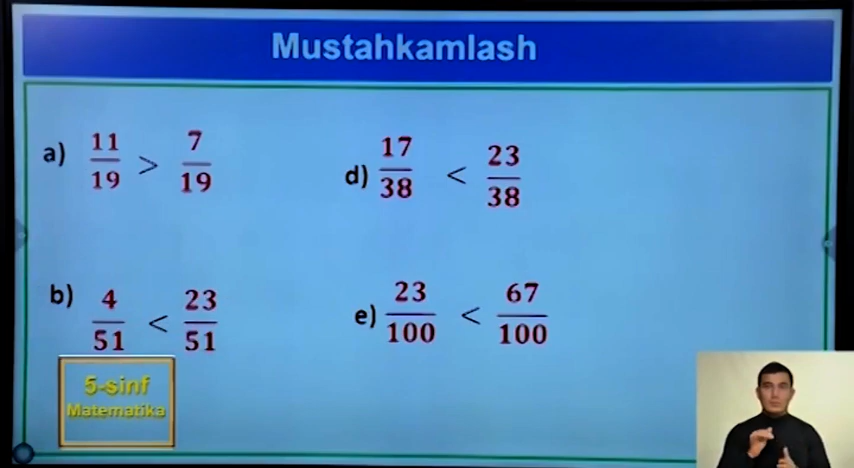 Mustahkamlash
a) 11/19 > 7/19
d) 17/38 < 23/38
b) 4/51 < 23/51
e) 23/100 < 67/100
5-sinf
Matematika